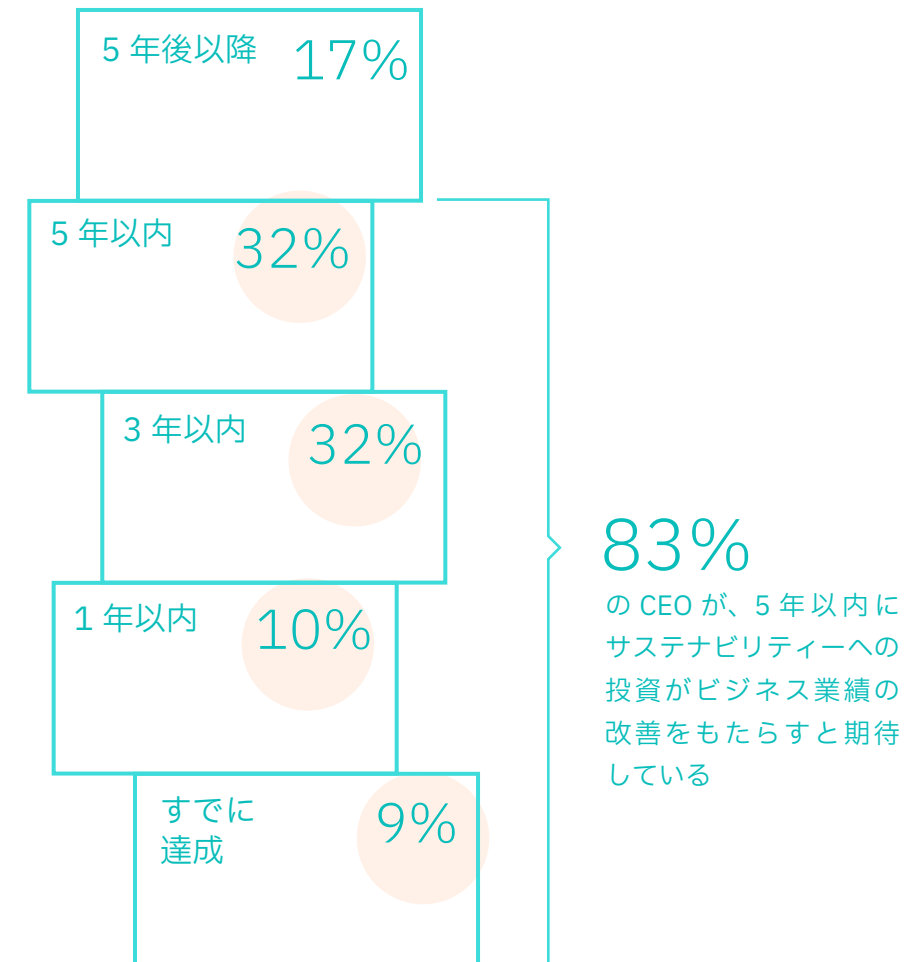 5 年後以降 17%
5 年以内 32%
3 年以内 32%
1 年以内 10%
すでに 9%
達成
83%
の CEO が、5 年以内に
サステナビリティーへの
投資がビジネス業績の
改善をもたらすと期待
している